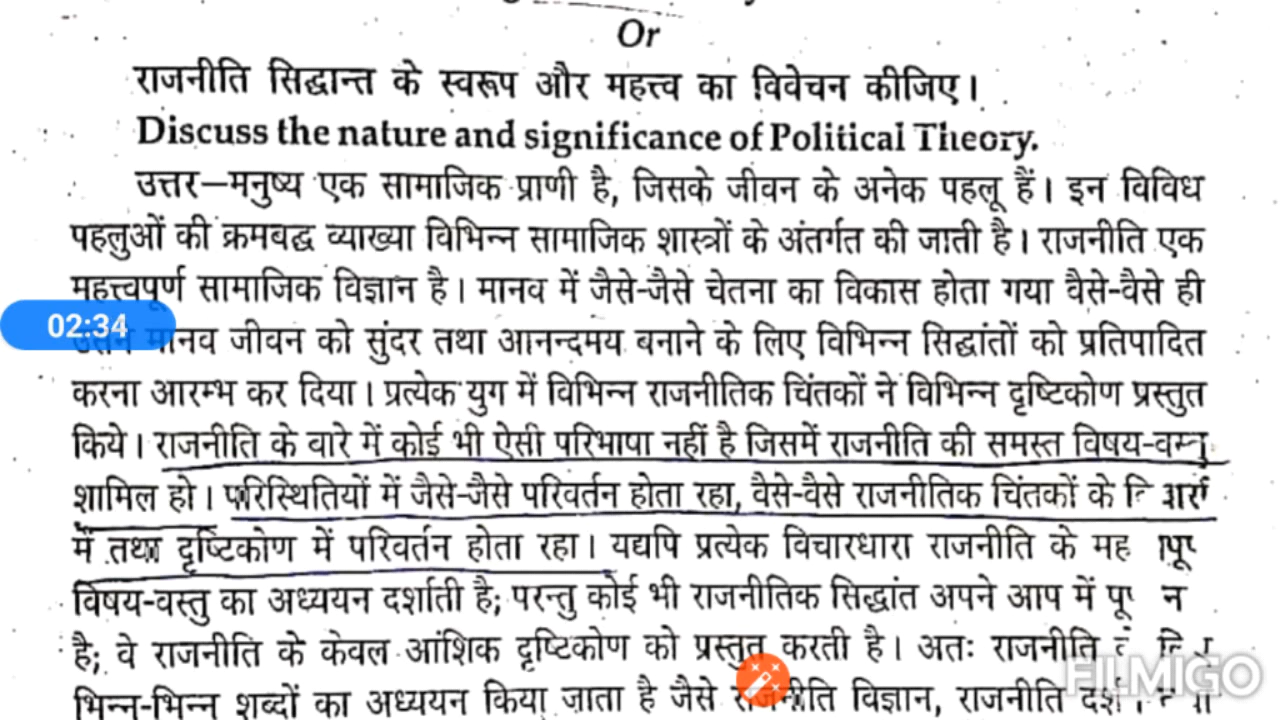 Or
राजनीति सिद्धान्त के स्वरूप और महत्त्व का विवेचन कीजिए।
Discuss the nature and significance of Political Theory.
उत्तर—मनुष्य एक सामाजिक प्राणी है, जिसके जीवन के अनेक पहलू हैं। इन विविध
पहलुओं की क्रमबद्ध व्याख्या विभिन्न सामाजिक शास्त्रों के अंतर्गत की जाती है। राजनीति एक
महत्त्वपूर्ण सामाजिक विज्ञान है। मानव में जैसे-जैसे चेतना का विकास होता गया वैसे-वैसे ही
02:34
मानव जीवन को सुंदर तथा आनन्दमय बनाने के लिए विभिन्न सिद्धांतों को प्रतिपादित
करना आरम्भ कर दिया। प्रत्येक युग में विभिन्न राजनीतिक चिंतकों ने विभिन्न दृष्टिकोण प्रस्तुत
किये। राजनीति के बारे में कोई भी ऐसी परिभाषा नहीं है जिसमें राजनीति की समस्त विषय-वस्तु
शामिल हो। परिस्थितियों में जैसे-जैसे परिवर्तन होता रहा, वैसे-वैसे राजनीतिक चिंतकों के
में तथा दृष्टिकोण में परिवर्तन होता रहा। यद्यपि प्रत्येक विचारधारा राजनीति के
विषय-वस्तु का अध्ययन दर्शाती है; परन्तु कोई भी राजनीतिक सिद्धांत अपने आप में न
है; वे राजनीति के केवल आंशिक दृष्टिकोण को प्रस्तुत करती है। अतः राजनीति
भिन्न-भिन्न शब्दों का अध्ययन किया जाता है जैसे राजनीति विज्ञान, राजनीति
FILMIGO